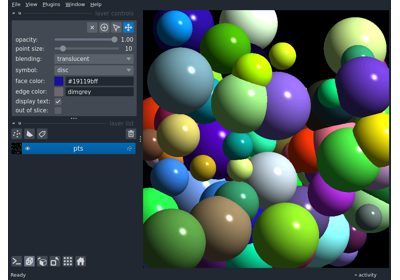 File View Plugins Window Help
layer controls
opacity: 1.00
point size: 10
blending: translucent
symbol: disc
face color: #19119bff
edge color: dimgrey
display text:
out of slice:
layer list
pts
Ready
activity